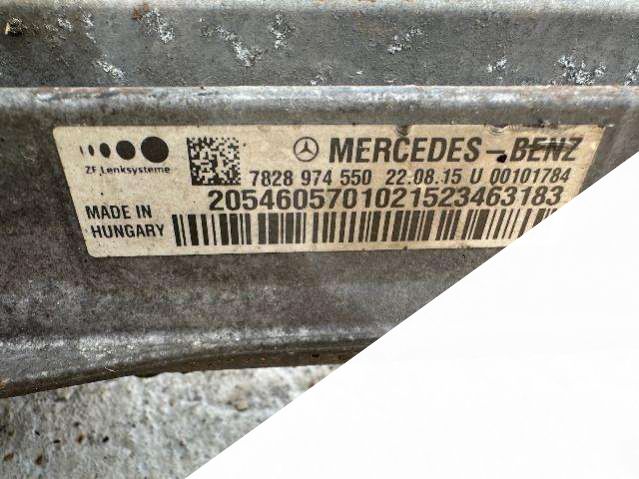 MERCEDES-BENZ
ZF Lenksysteme
7828 974 550 22.08.15 U 00101784
2054605701021523463183
MADE IN
HUNGARY